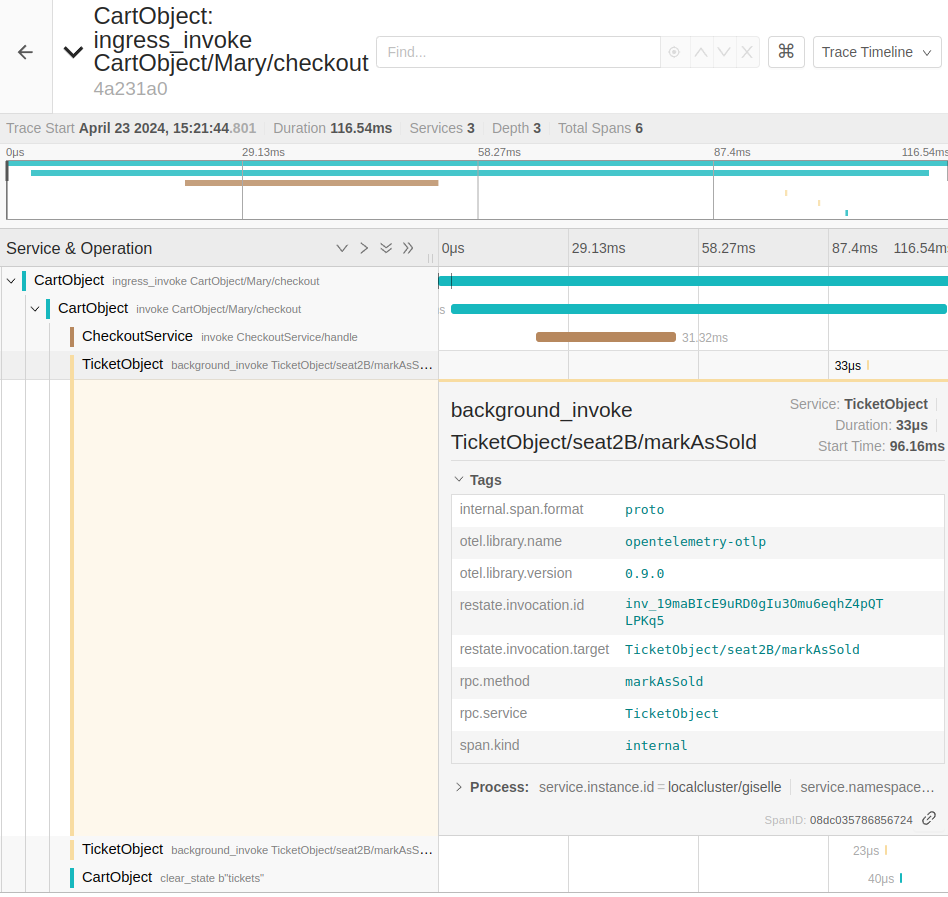 CartObject:
ingress_invoke
CartObject/Mary/checkout
4a231a0
Find...
⌘
Trace Timeline
Trace Start April 23 2024, 15:21:44.801 Duration 116.54ms Services 3 Depth 3 Total Spans 6
0μs 29.13ms 58.27ms 87.4ms 116.54ms
Service & Operation
0μs 29.13ms 58.27ms 87.4ms 116.54ms
CartObject ingress_invoke CartObject/Mary/checkout
CartObject invoke CartObject/Mary/checkout
CheckoutService invoke CheckoutService/handle 31.32ms
TicketObject background_invoke TicketObject/seat2B/markAsS... 33μs
background_invoke
TicketObject/seat2B/markAsSold
Service: TicketObject
Duration: 33μs
Start Time: 96.16ms
Tags
internal.span.format proto
otel.library.name opentelemetry-otlp
otel.library.version 0.9.0
restate.invocation.id inv_19maBIcE9uRD0gIu3Omu6eqhZ4pQT
LPKq5
restate.invocation.target TicketObject/seat2B/markAsSold
rpc.method markAsSold
rpc.service TicketObject
span.kind internal
Process: service.instance.id = localcluster/giselle service.namespace...
SpanID: 08dc035786856724
TicketObject background_invoke TicketObject/seat2B/markAsS... 23μs
CartObject clear_state b"tickets" 40μs